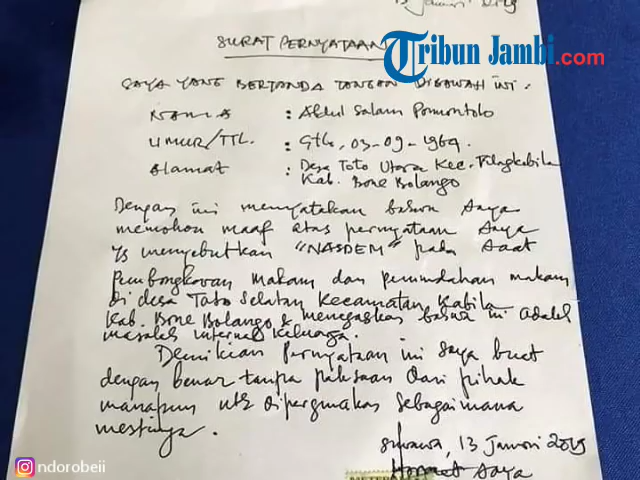 13 Januari 2019
SURAT PERNYATAAN
Tribun Jambi.com
SAYA YANG BERTANDA TANGAN DIBAWAH INI :
NAMA : Abdul Salam Pomontolo
UMUR/TTL. : Gtlo, 03-09-1964.
Alamat : Desa Toto Utara Kec. Tilongkabila
Kab. Bone Bolango
Dengan ini menyatakan bahwa saya
memohon maaf atas pernyataan saya
yg menyebutkan "NASDEM" pada saat
pembongkaran makam dan pemindahan makam
di desa Toto Selatan Kecamatan Kabila
Kab. Bone Bolango & menegaskan bahwa ini adalah
masalah internal keluarga.
Demikian pernyataan ini saya buat
dengan benar tanpa paksaan dari pihak
manapun utk dipergunakan sebagaimana
mestinya.
Suwawa, 13 Januari 2019
Hormat saya
METERAI
ndorobeii